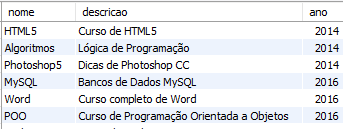 nome descricao ano
HTML5 Curso de HTML5 2014
Algoritmos Lógica de Programação 2014
Photoshop5 Dicas de Photoshop CC 2014
MySQL Bancos de Dados MySQL 2016
Word Curso completo de Word 2016
POO Curso de Programação Orientada a Objetos 2016